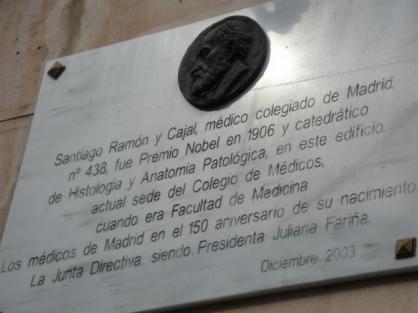 Santiago Ramón y Cajal, médico colegiado de Madrid,
nº 438, fue Premio Nobel en 1906 y catedrático
de Histología y Anatomía Patológica, en este edificio,
actual sede del Colegio de Médicos,
cuando era Facultad de Medicina
Los médicos de Madrid en el 150 aniversario de su nacimiento,
La Junta Directiva, siendo Presidenta Juliana Fariña.
Diciembre 2003